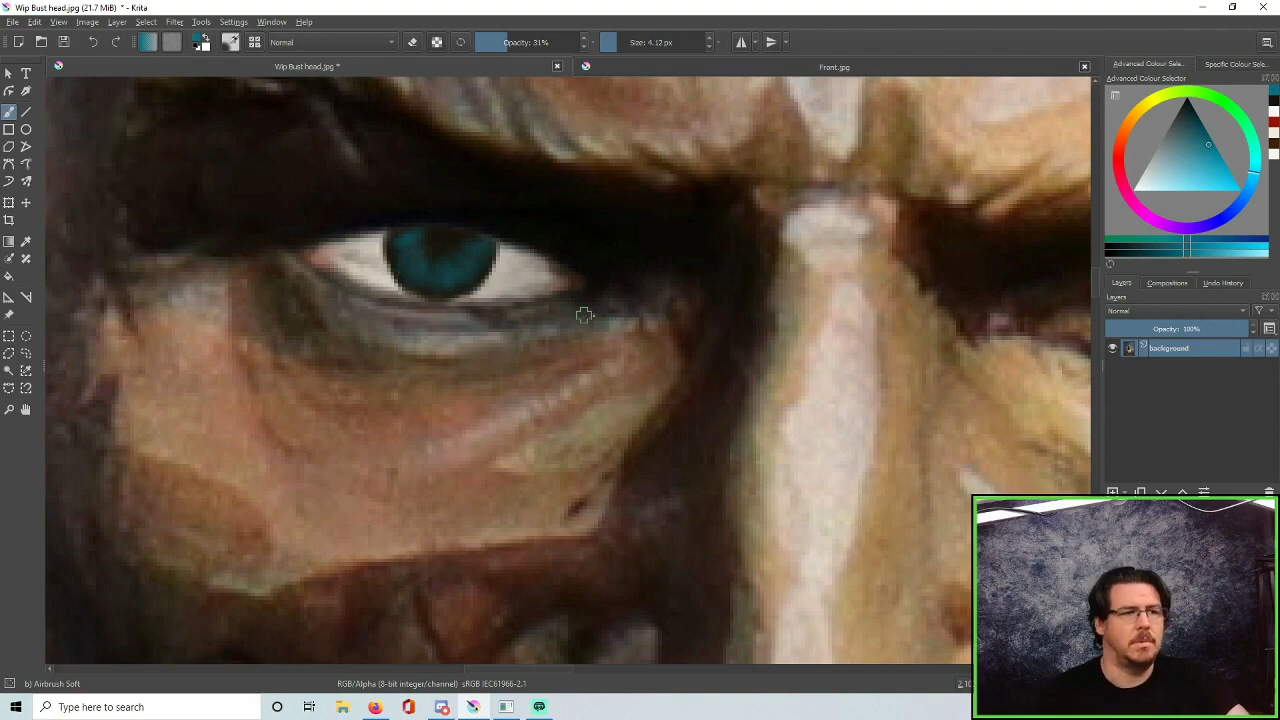 Wip Bust head.jpg (21.7 MiB) * - Krita
File Edit View Image Layer Select Filter Tools Settings Window Help
Normal Opacity: 31% Size: 4.12 px
Wip Bust head.jpg * Front.jpg
Advanced Colour Sele... Specific Colour Sele...
Advanced Colour Selector
Layers Compositions Undo History
Layers
Normal
Opacity: 100%
background
b) Airbrush Soft RGB/Alpha (8-bit integer/channel) sRGB IEC61966-2.1
Type here to search